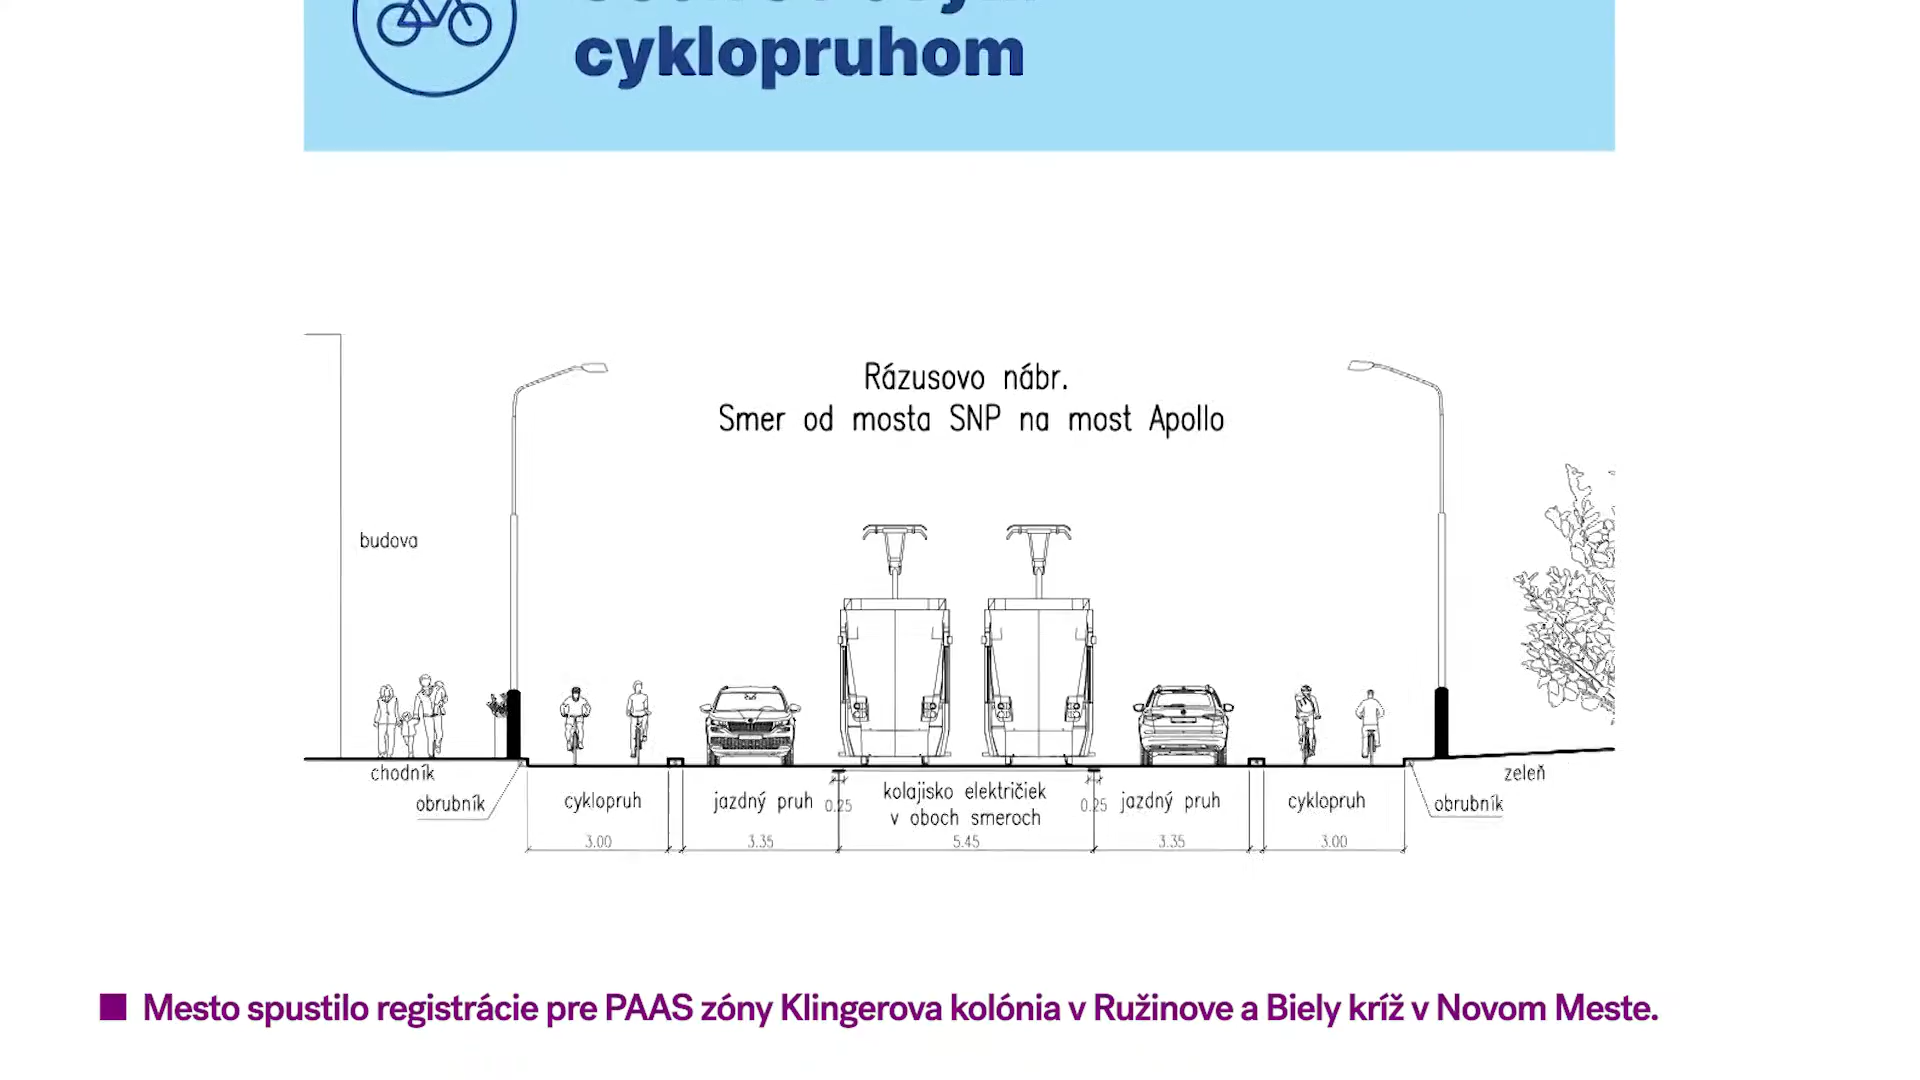 cyklopruhom
Rázusovo nábr.
Smer od mosta SNP na most Apollo
budova
chodník
obrubník
cyklopruh
jazdný pruh
0.25
kolajisko električiek
v oboch smeroch
0.25
jazdný pruh
cyklopruh
obrubník
zeleň
3.00
3.35
5.45
3.35
3.00
Mesto spustilo registrácie pre PAAS zóny Klingerova kolónia v Ružinove a Biely kríž v Novom Meste.